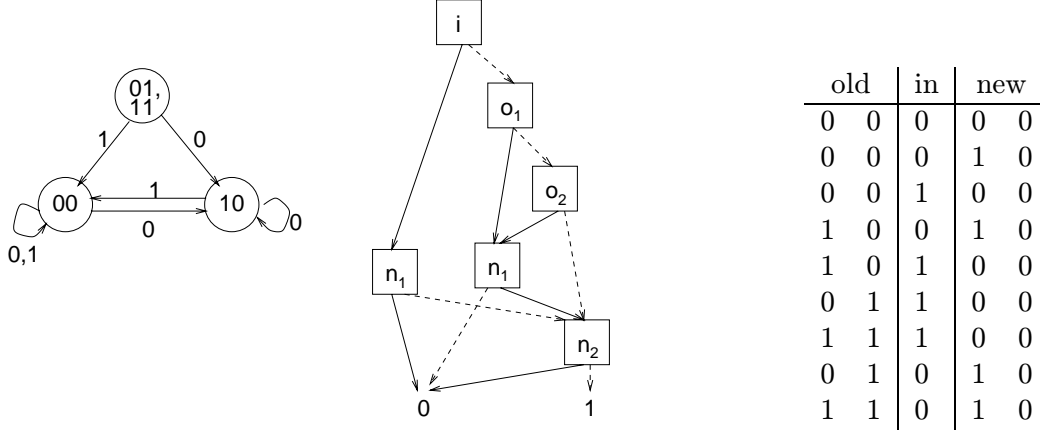 01,
11
1
0
00
1
0
10
0,1
0
i
o1
o2
n1
n1
n2
0
1
old in new
0 0 0 0 0
0 0 0 1 0
0 0 1 0 0
1 0 0 1 0
1 0 1 0 0
0 1 1 0 0
1 1 1 0 0
0 1 0 1 0
1 1 0 1 0